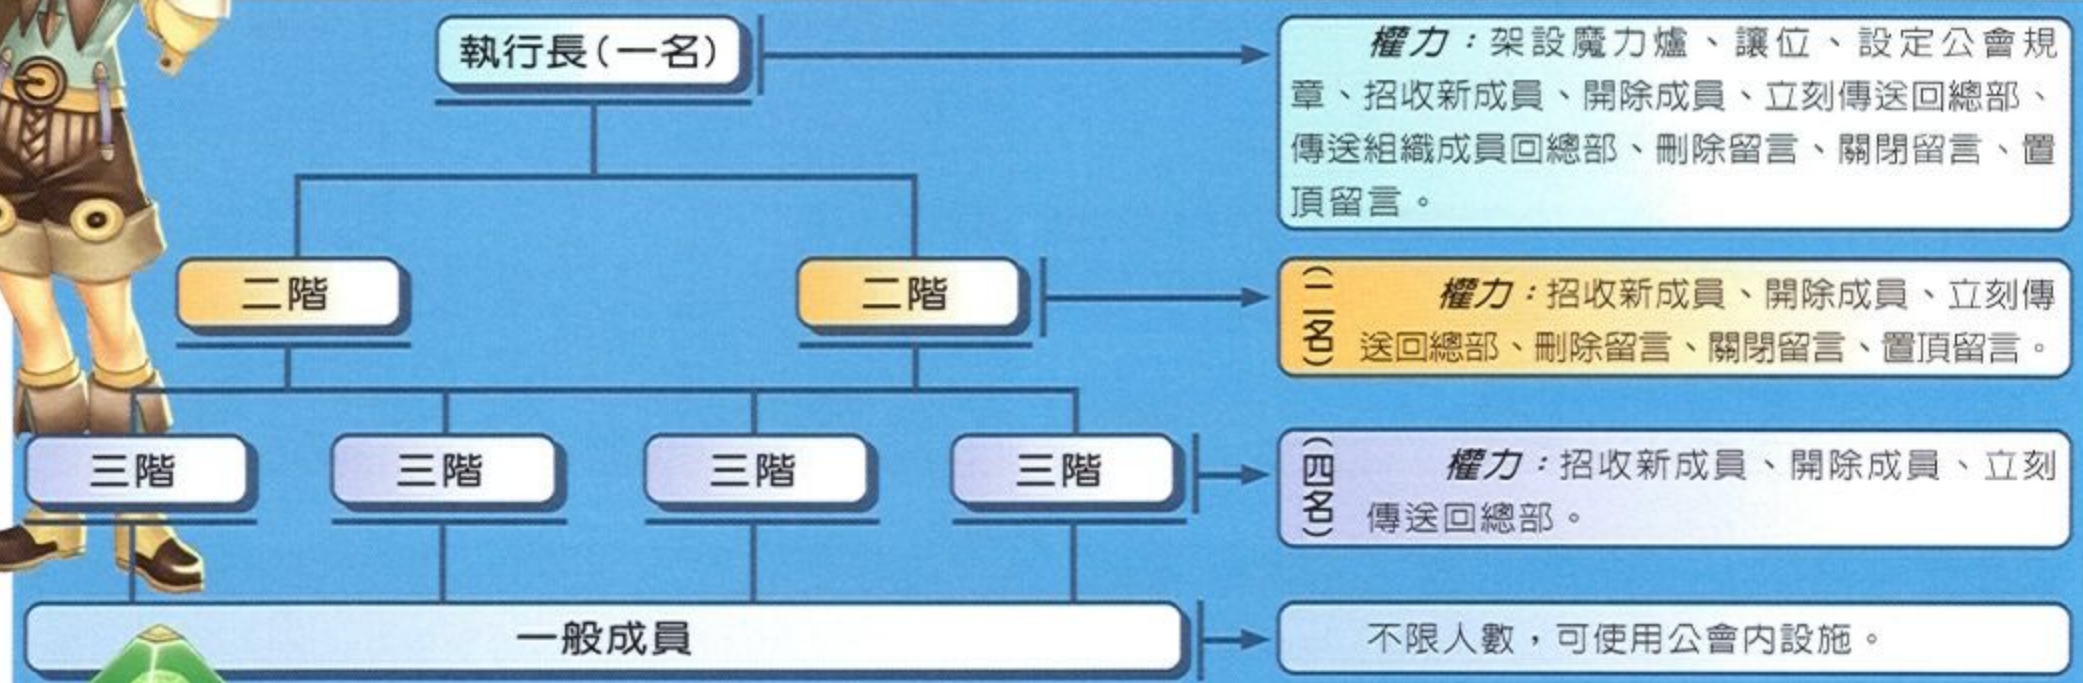 執行長(一名)
權力：架設魔力爐、讓位、設定公會規
章、招收新成員、開除成員、立刻傳送回總部、
傳送組織成員回總部、刪除留言、關閉留言、置
頂留言。
二階
二階
(二名)
權力：招收新成員、開除成員、立刻傳
送回總部、刪除留言、關閉留言、置頂留言。
三階
三階
三階
三階
(四名)
權力：招收新成員、開除成員、立刻
傳送回總部。
一般成員
不限人數，可使用公會內設施。